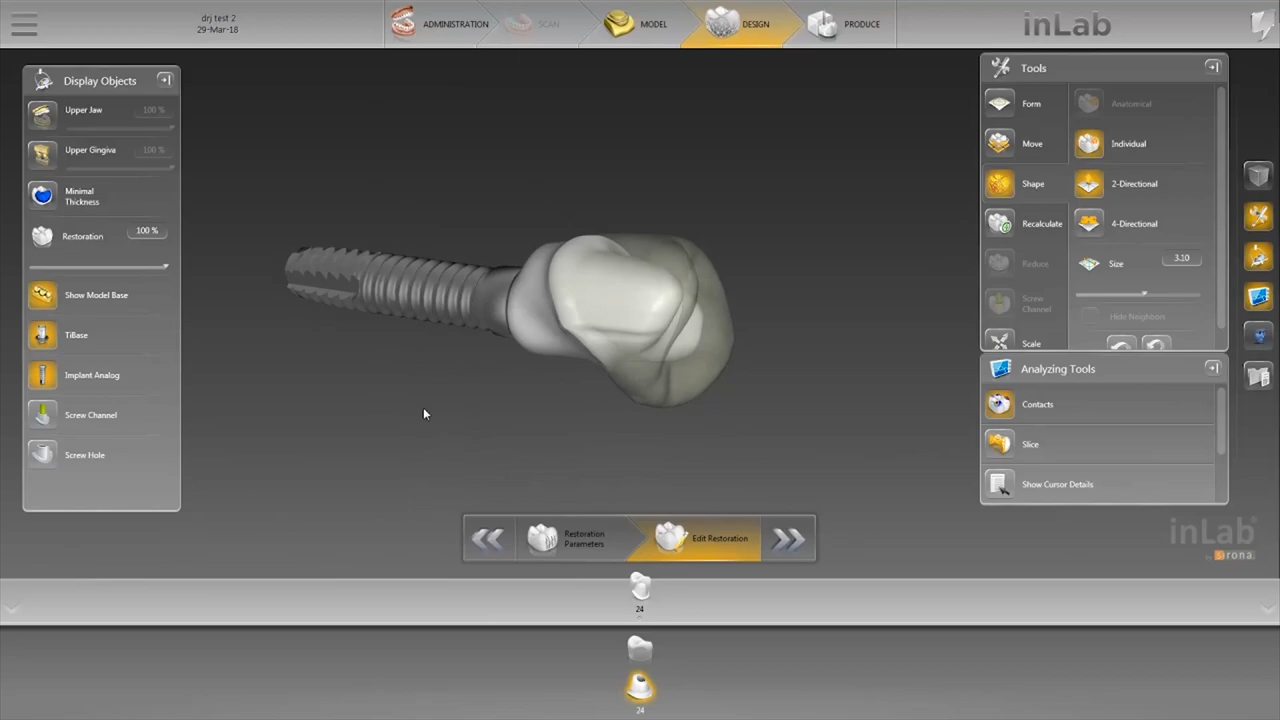 drj test 2
29-Mar-18
ADMINISTRATION
SCAN
MODEL
DESIGN
PRODUCE
inLab
Display Objects
Upper Jaw
100 %
Upper Gingiva
100 %
Minimal
Thickness
Restoration
100 %
Show Model Base
TiBase
Implant Analog
Screw Channel
Screw Hole
Tools
Form
Move
Shape
Recalculate
Reduce
Screw
Channel
Scale
Anatomical
Individual
2-Directional
4-Directional
Size
3.10
Hide Neighbors
Analyzing Tools
Contacts
Slice
Show Cursor Details
Restoration
Parameters
Edit Restoration
inLab
by sirona.
24
24